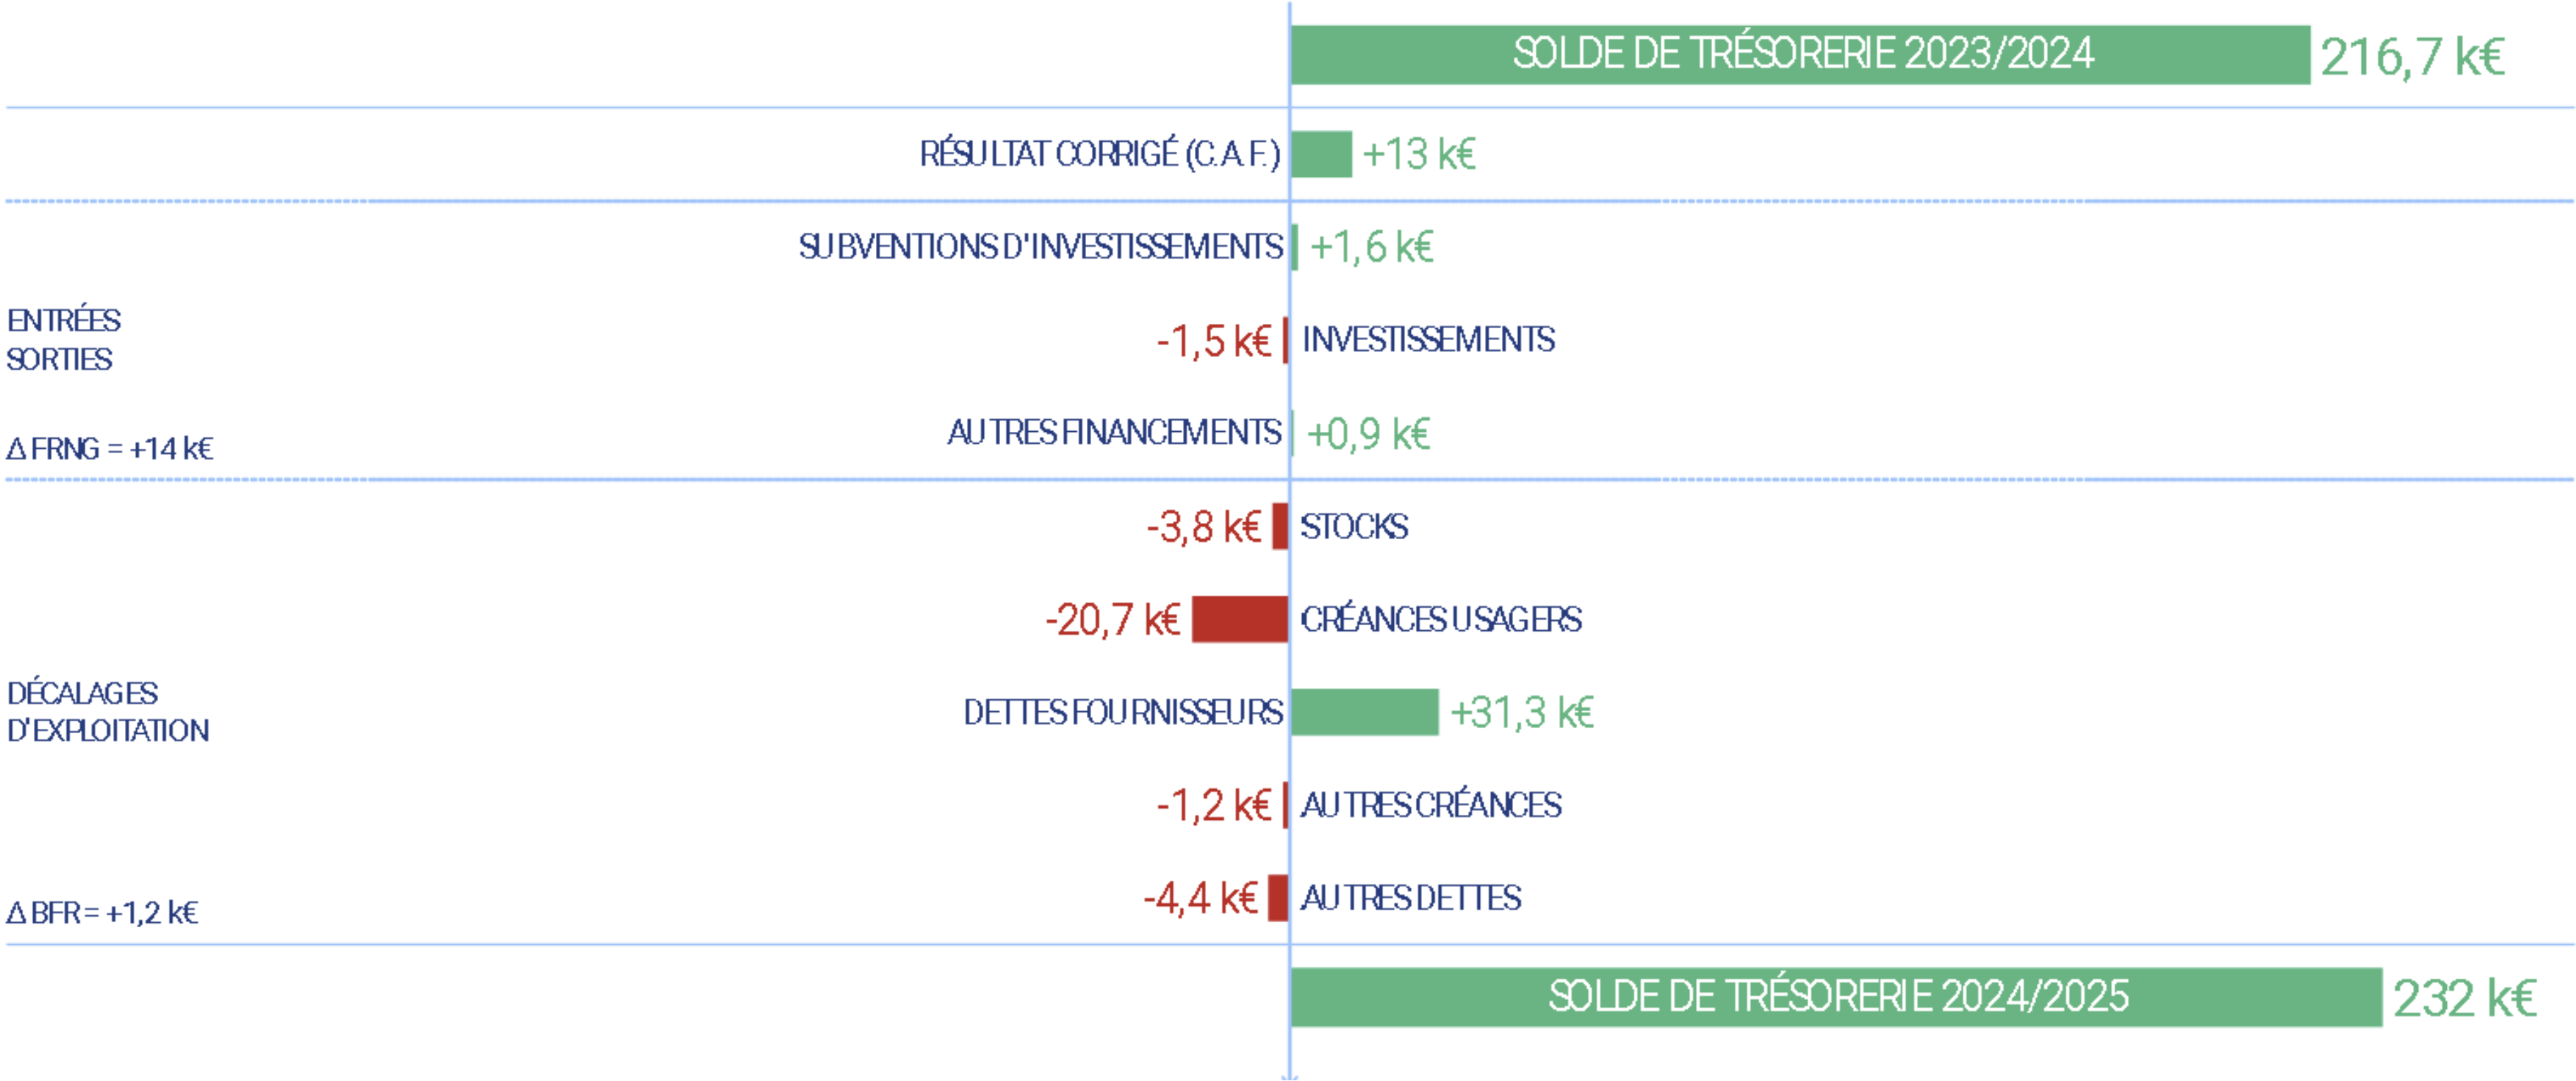 SOLDE DE TRÉSORERIE 2023/2024 216,7 k€
RÉSULTAT CORRIGÉ (C.A.F.) +13 k€
SUBVENTIONS D'INVESTISSEMENTS +1,6 k€
ENTRÉES
SORTIES
-1,5 k€ INVESTISSEMENTS
AUTRES FINANCEMENTS +0,9 k€
Δ FRNG = +14 k€
-3,8 k€ STOCKS
-20,7 k€ CRÉANCES USAGERS
DÉCALAGES
D'EXPLOITATION
DETTES FOURNISSEURS +31,3 k€
-1,2 k€ AUTRES CRÉANCES
-4,4 k€ AUTRES DETTES
Δ BFR = +1,2 k€
SOLDE DE TRÉSORERIE 2024/2025 232 k€